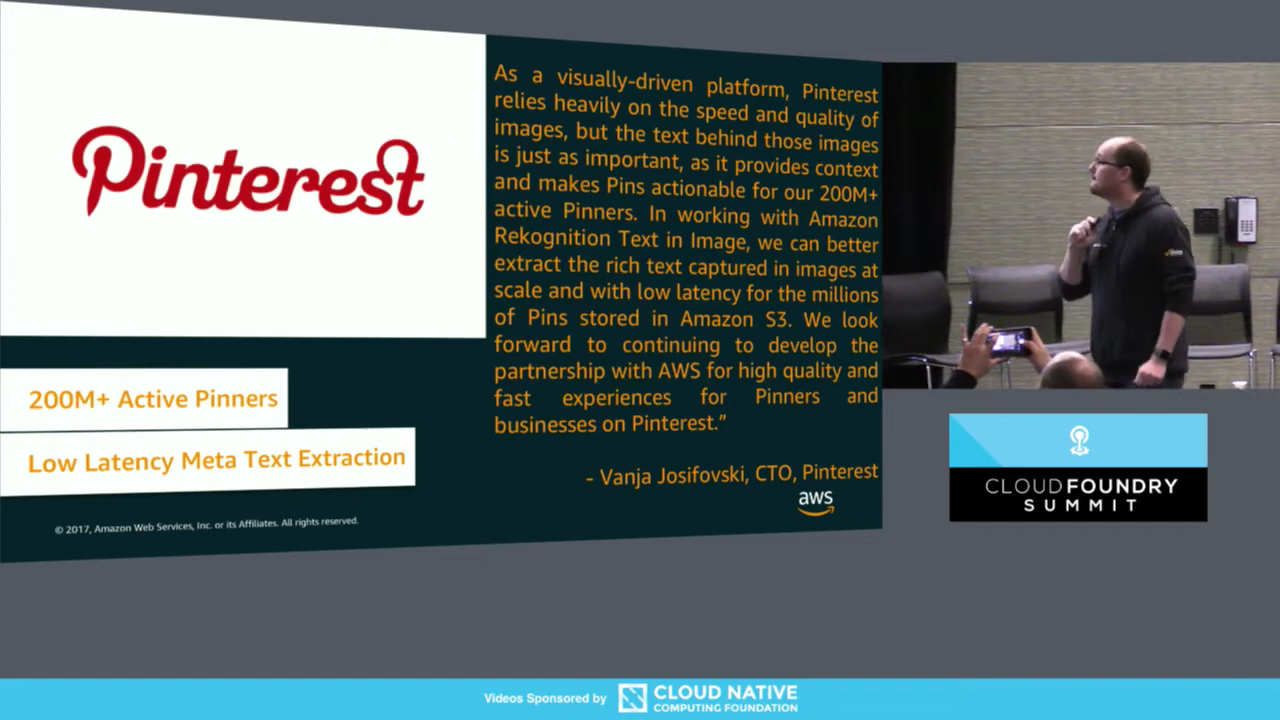 Pinterest
As a visually-driven platform, Pinterest
relies heavily on the speed and quality of
images, but the text behind those images
is just as important, as it provides context
and makes Pins actionable for our 200M+
active Pinners. In working with Amazon
Rekognition Text in Image, we can better
extract the rich text captured in images at
scale and with low latency for the millions
of Pins stored in Amazon S3. We look
forward to continuing to develop the
partnership with AWS for high quality and
fast experiences for Pinners and
businesses on Pinterest.”
- Vanja Josifovski, CTO, Pinterest
aws
200M+ Active Pinners
Low Latency Meta Text Extraction
© 2017, Amazon Web Services, Inc. or its Affiliates. All rights reserved.
CLOUD FOUNDRY
SUMMIT
Videos Sponsored by
CLOUD NATIVE
COMPUTING FOUNDATION